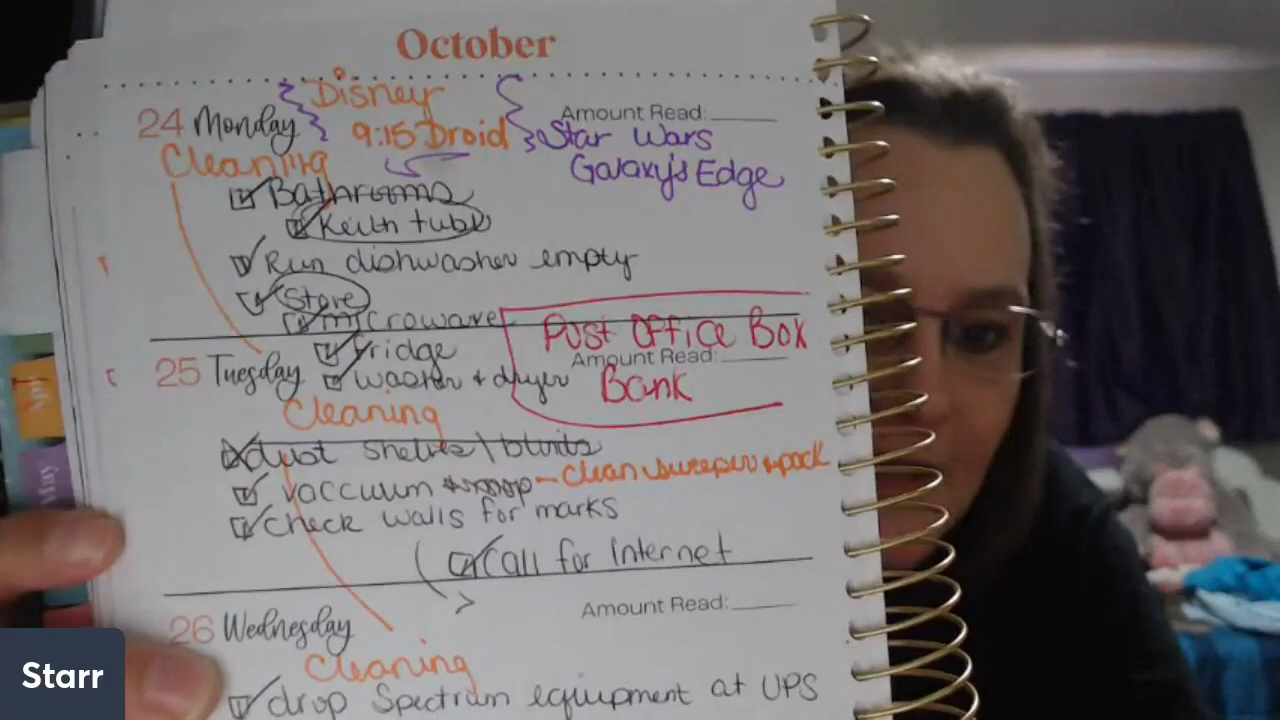 October
Disney
24 Monday
Amount Read:
9:15 Droid
Star Wars
Galaxy's Edge
Cleaning
Bathrooms
Keith tub
Run dishwasher empty
Stove
microwave
Post Office Box
fridge
25 Tuesday
Amount Read:
washer + dryer
Bank
Cleaning
Adjust shelves \ blinds
vaccuum + mop - clean sweeper + pack
Check walls for marks
Call for Internet
26 Wednesday
Amount Read:
Cleaning
drop Spectrum equipment at UPS
May
Starr